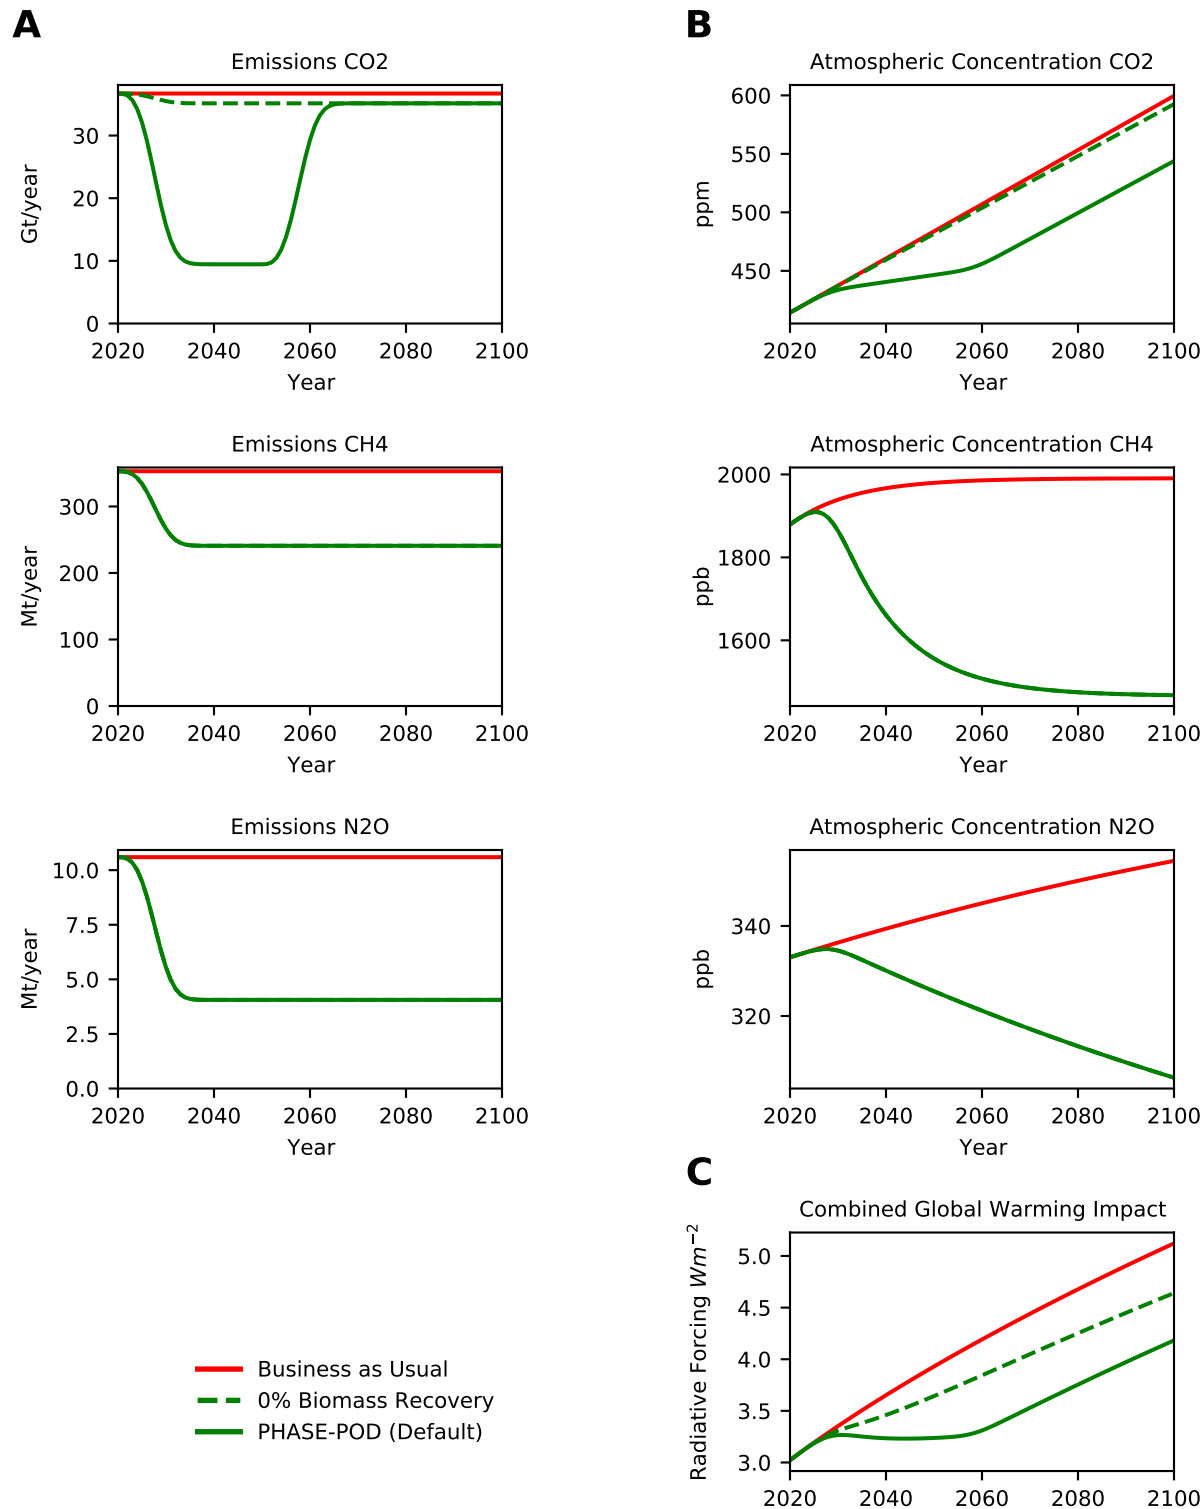 A
Emissions CO2
Gt/year
30
20
10
0
2020 2040 2060 2080 2100
Year
B
Atmospheric Concentration CO2
ppm
600
550
500
450
2020 2040 2060 2080 2100
Year
Emissions CH4
Mt/year
300
200
100
0
2020 2040 2060 2080 2100
Year
Atmospheric Concentration CH4
ppb
2000
1800
1600
2020 2040 2060 2080 2100
Year
Emissions N2O
Mt/year
10.0
7.5
5.0
2.5
0.0
2020 2040 2060 2080 2100
Year
Atmospheric Concentration N2O
ppb
340
320
2020 2040 2060 2080 2100
Year
C
Combined Global Warming Impact
Radiative Forcing Wm⁻²
5.0
4.5
4.0
3.5
3.0
2020 2040 2060 2080 2100
Business as Usual
0% Biomass Recovery
PHASE-POD (Default)